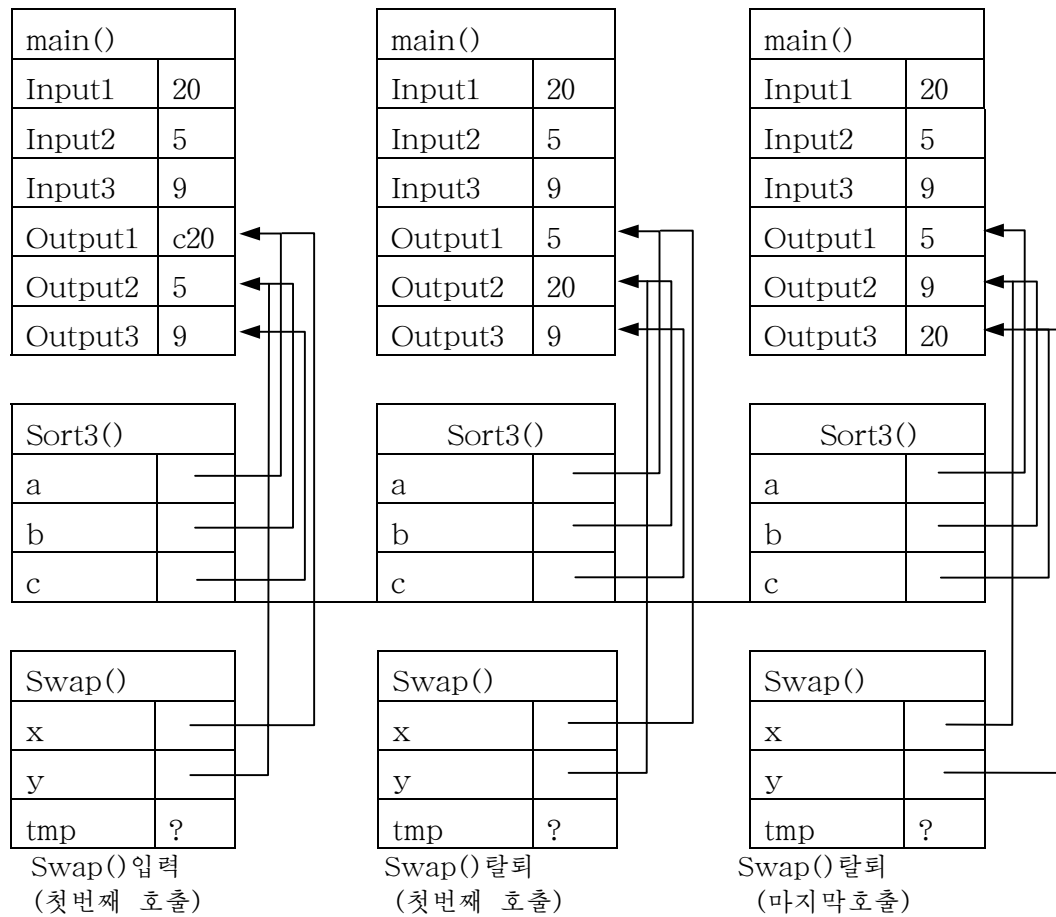 main()
Input1 20
Input2 5
Input3 9
Output1 c20
Output2 5
Output3 9
Sort3()
a
b
c
Swap()
x
y
tmp ?
Swap()입력
(첫번째 호출)
main()
Input1 20
Input2 5
Input3 9
Output1 5
Output2 20
Output3 9
Sort3()
a
b
c
Swap()
x
y
tmp ?
Swap()탈퇴
(첫번째 호출)
main()
Input1 20
Input2 5
Input3 9
Output1 5
Output2 9
Output3 20
Sort3()
a
b
c
Swap()
x
y
tmp ?
Swap()탈퇴
(마지막호출)